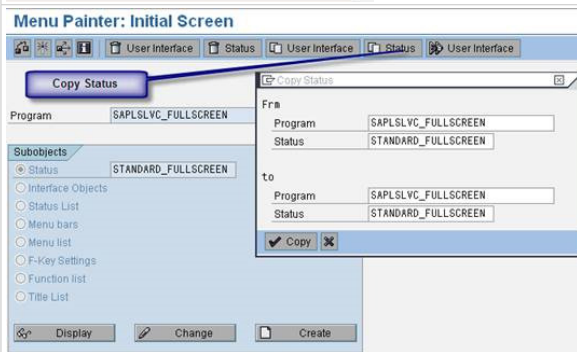 Menu Painter: Initial Screen
User Interface Status User Interface Status User Interface
Copy Status
Copy Status
Program SAPLSLVC_FULLSCREEN
Subobjects
Status STANDARD_FULLSCREEN
Interface Objects
Status List
Menu bars
Menu list
F-Key Settings
Function list
Title List
Display Change Create
Frm
Program SAPLSLVC_FULLSCREEN
Status STANDARD_FULLSCREEN
to
Program SAPLSLVC_FULLSCREEN
Status STANDARD_FULLSCREEN
Copy